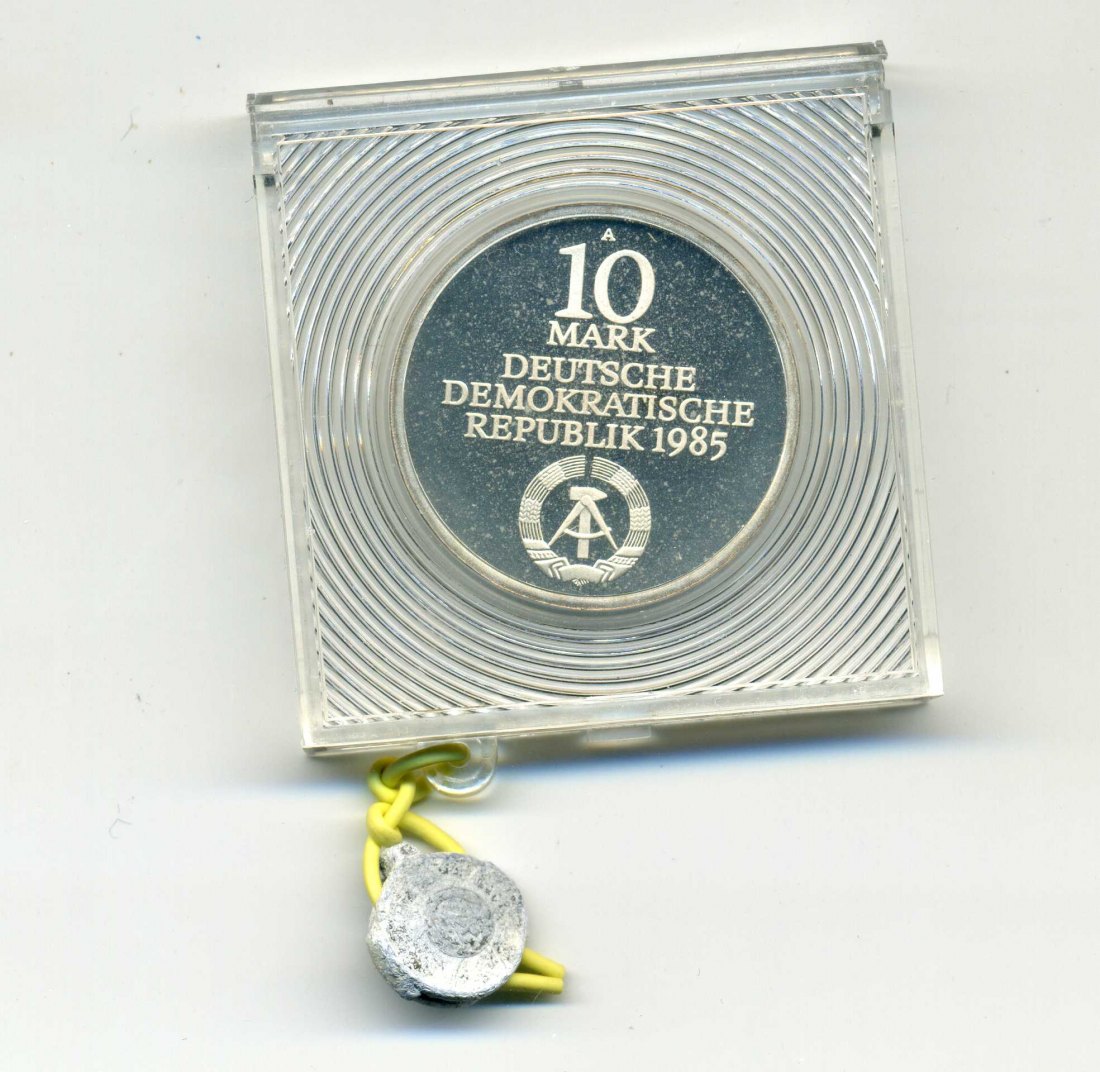 A
10
MARK
DEUTSCHE
DEMOKRATISCHE
REPUBLIK 1985